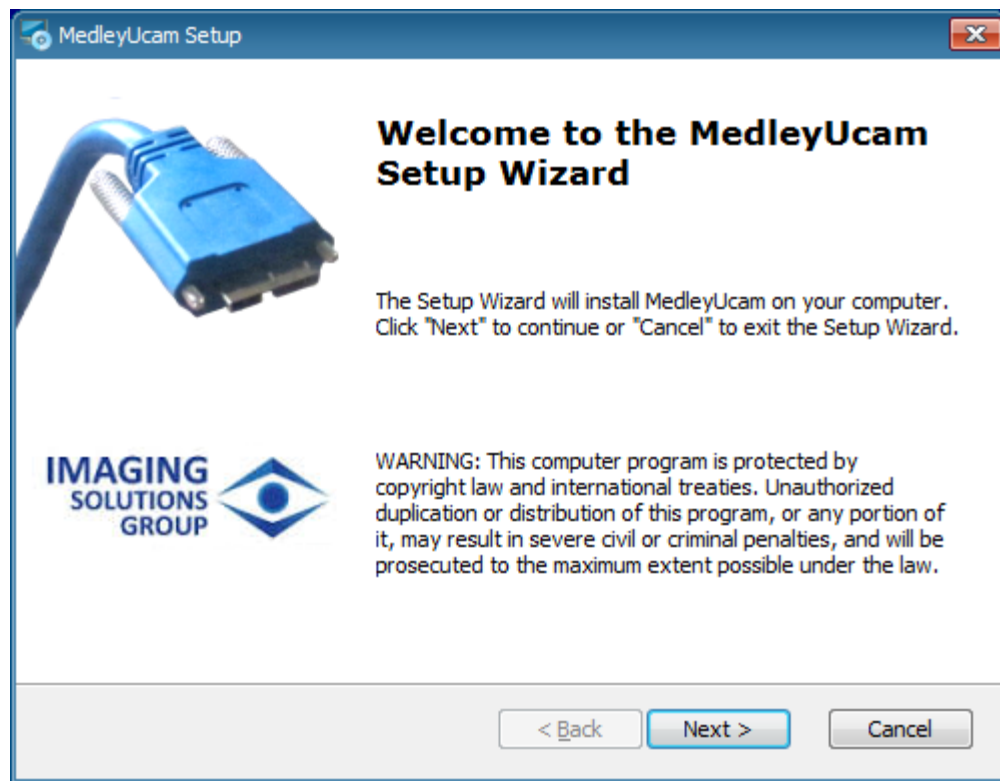 MedleyUcam Setup
Welcome to the MedleyUcam
Setup Wizard
The Setup Wizard will install MedleyUcam on your computer.
Click "Next" to continue or "Cancel" to exit the Setup Wizard.
IMAGING
SOLUTIONS
GROUP
WARNING: This computer program is protected by
copyright law and international treaties. Unauthorized
duplication or distribution of this program, or any portion of
it, may result in severe civil or criminal penalties, and will be
prosecuted to the maximum extent possible under the law.
< Back
Next >
Cancel